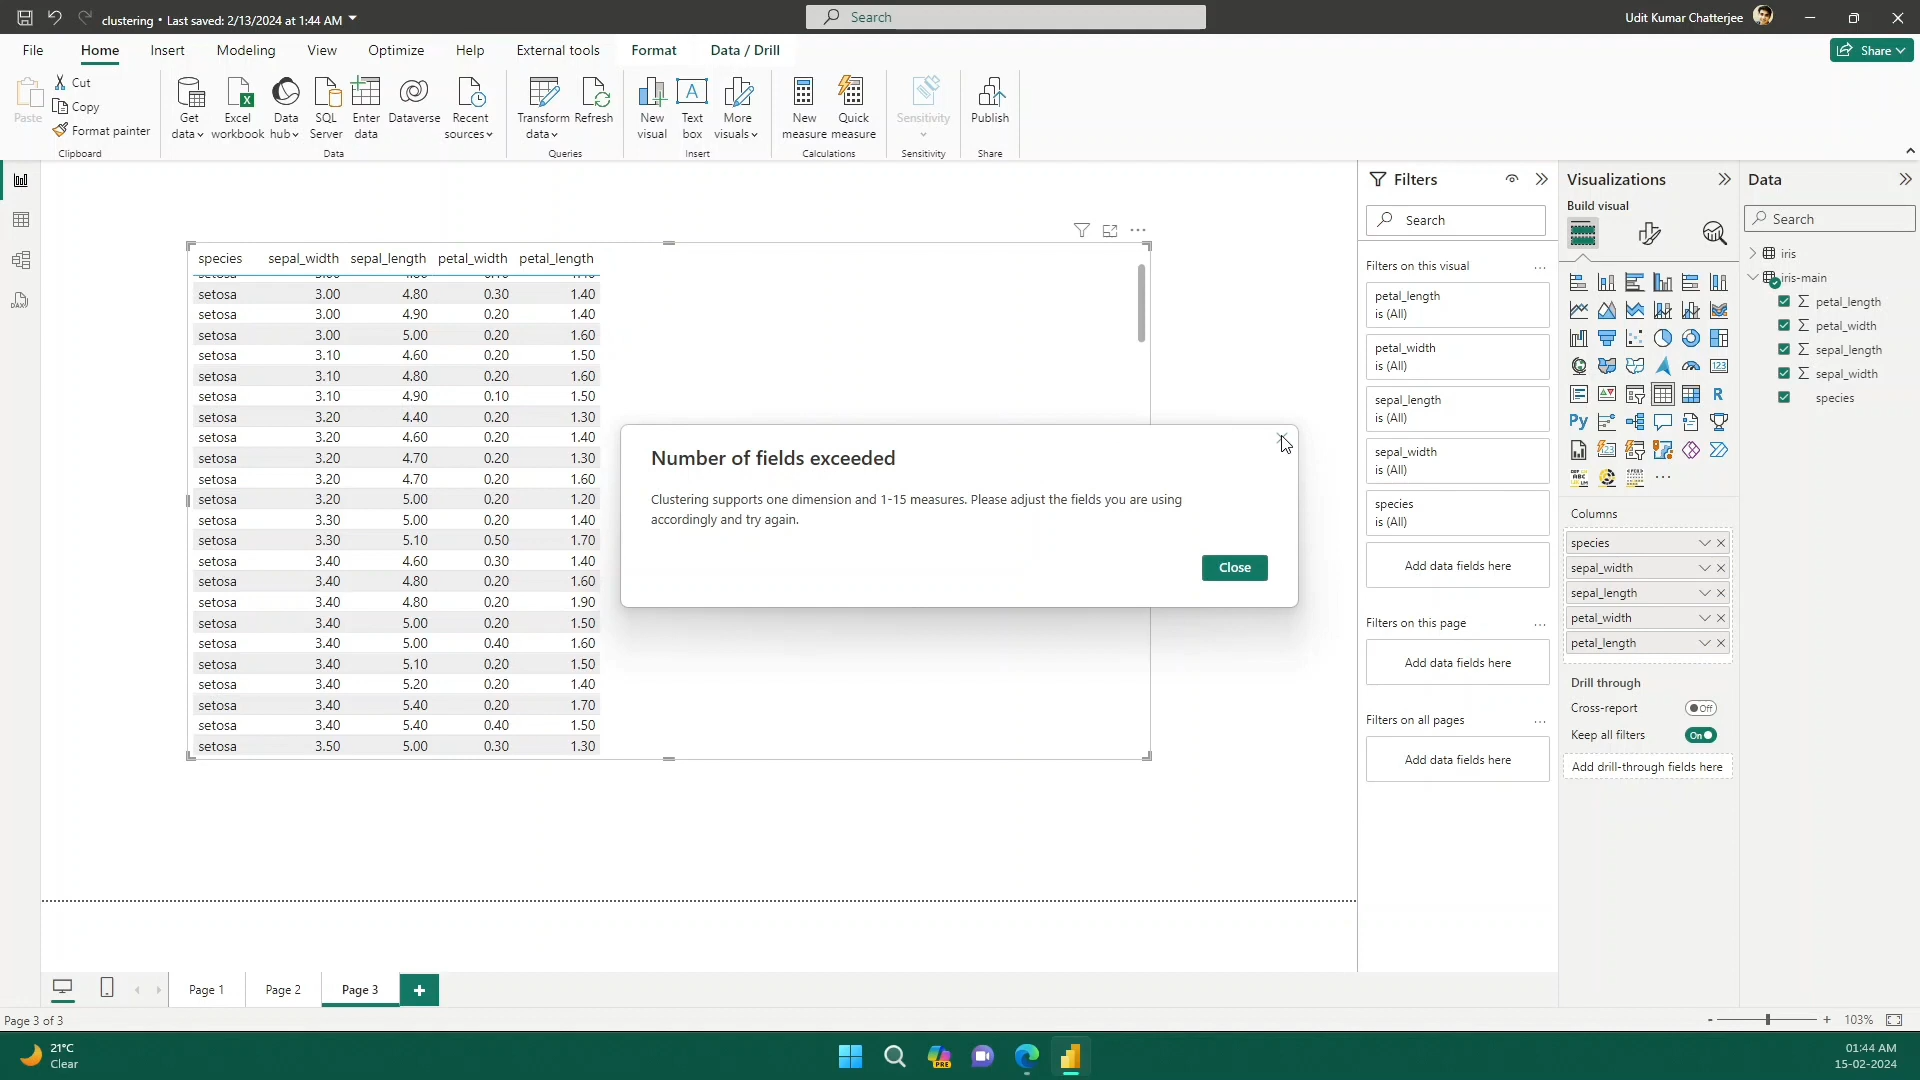 clustering • Last saved: 2/13/2024 at 1:44 AM
Search
Udit Kumar Chatterjee
File Home Insert Modeling View Optimize Help External tools Format Data / Drill
Share
Paste
Cut
Copy
Format painter
Clipboard
Get data
Excel workbook
Data hub
SQL Server
Enter data
Dataverse
Recent sources
Data
Transform data
Refresh
Queries
New visual
Text box
More visuals
Insert
New measure
Quick measure
Calculations
Sensitivity
Sensitivity
Publish
Share
species sepal_width sepal_length petal_width petal_length
setosa 3.00 4.80 0.30 1.40
setosa 3.00 4.90 0.20 1.40
setosa 3.00 5.00 0.20 1.60
setosa 3.10 4.60 0.20 1.50
setosa 3.10 4.80 0.20 1.60
setosa 3.10 4.90 0.10 1.50
setosa 3.20 4.40 0.20 1.30
setosa 3.20 4.60 0.20 1.40
setosa 3.20 4.70 0.20 1.30
setosa 3.20 4.70 0.20 1.60
setosa 3.20 5.00 0.20 1.20
setosa 3.30 5.00 0.20 1.40
setosa 3.30 5.10 0.50 1.70
setosa 3.40 4.60 0.30 1.40
setosa 3.40 4.80 0.20 1.60
setosa 3.40 4.80 0.20 1.90
setosa 3.40 5.00 0.20 1.50
setosa 3.40 5.00 0.40 1.60
setosa 3.40 5.10 0.20 1.50
setosa 3.40 5.20 0.20 1.40
setosa 3.40 5.40 0.20 1.70
setosa 3.40 5.40 0.40 1.50
setosa 3.50 5.00 0.30 1.30
Number of fields exceeded
Clustering supports one dimension and 1-15 measures. Please adjust the fields you are using
accordingly and try again.
Close
Filters
Search
Filters on this visual
petal_length
is (All)
petal_width
is (All)
sepal_length
is (All)
sepal_width
is (All)
species
is (All)
Add data fields here
Filters on this page
Add data fields here
Filters on all pages
Add data fields here
Visualizations
Build visual
123
R
Py
Columns
species
sepal_width
sepal_length
petal_width
petal_length
Drill through
Cross-report
Off
Keep all filters
On
Add drill-through fields here
Data
Search
iris
iris-main
petal_length
petal_width
sepal_length
sepal_width
species
Page 1 Page 2 Page 3 +
Page 3 of 3
- + 103%
21°C
Clear
PRE
01:44 AM
15-02-2024